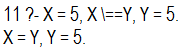 11 ?- X = 5, X \==Y, Y = 5.
X = Y, Y = 5.